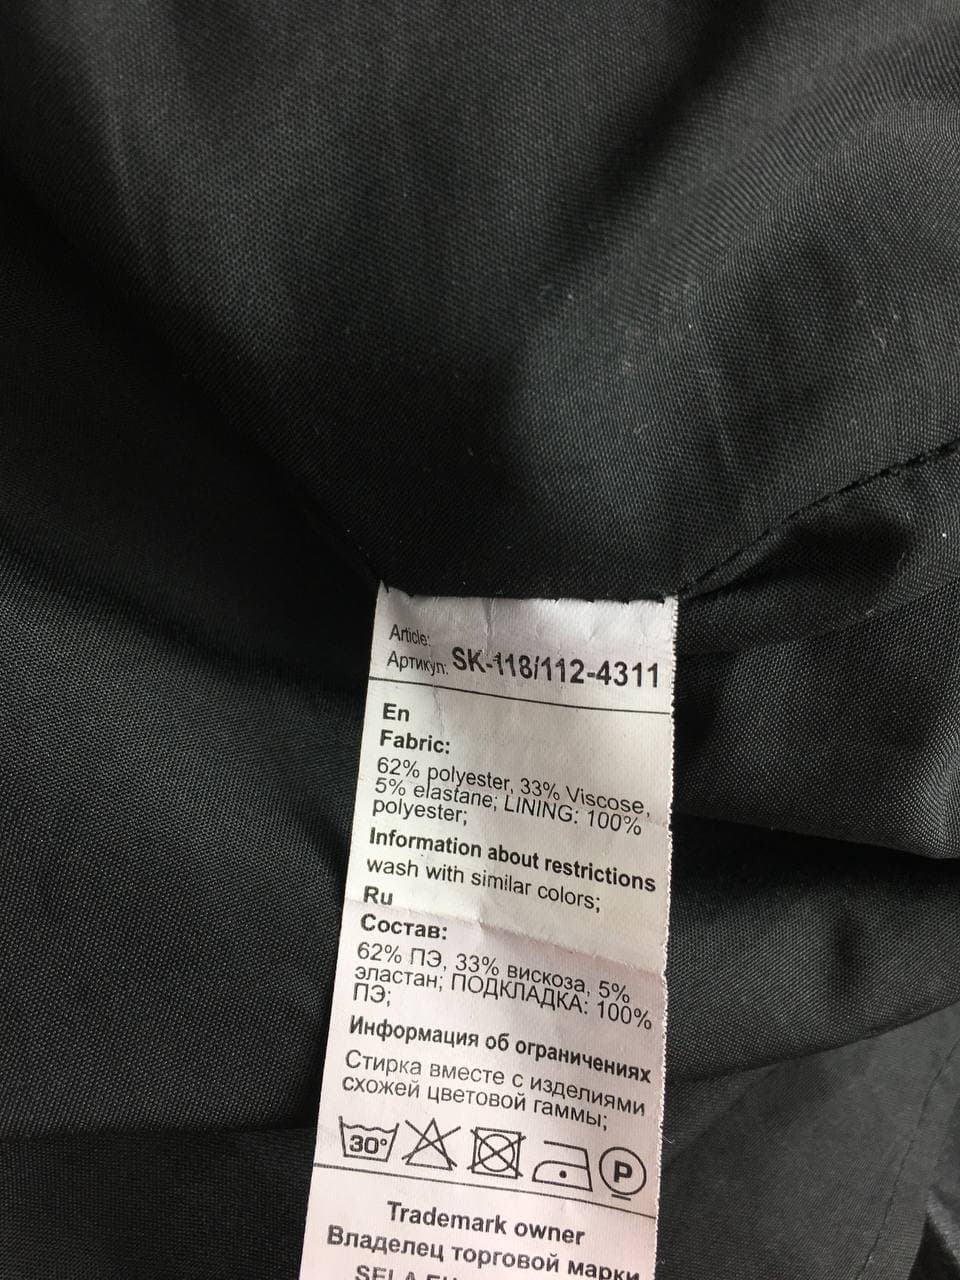 Article:
Артикул: SK-118/112-4311
En
Fabric:
62% polyester, 33% Viscose,
5% elastane; LINING: 100%
polyester;
Information about restrictions
wash with similar colors;
Ru
Состав:
62% ПЭ, 33% вискоза, 5%
эластан; ПОДКЛАДКА: 100%
ПЭ;
Информация об ограничениях
Стирка вместе с изделиями
схожей цветовой гаммы;
30° P
Trademark owner
Владелец торговой марки
SELA